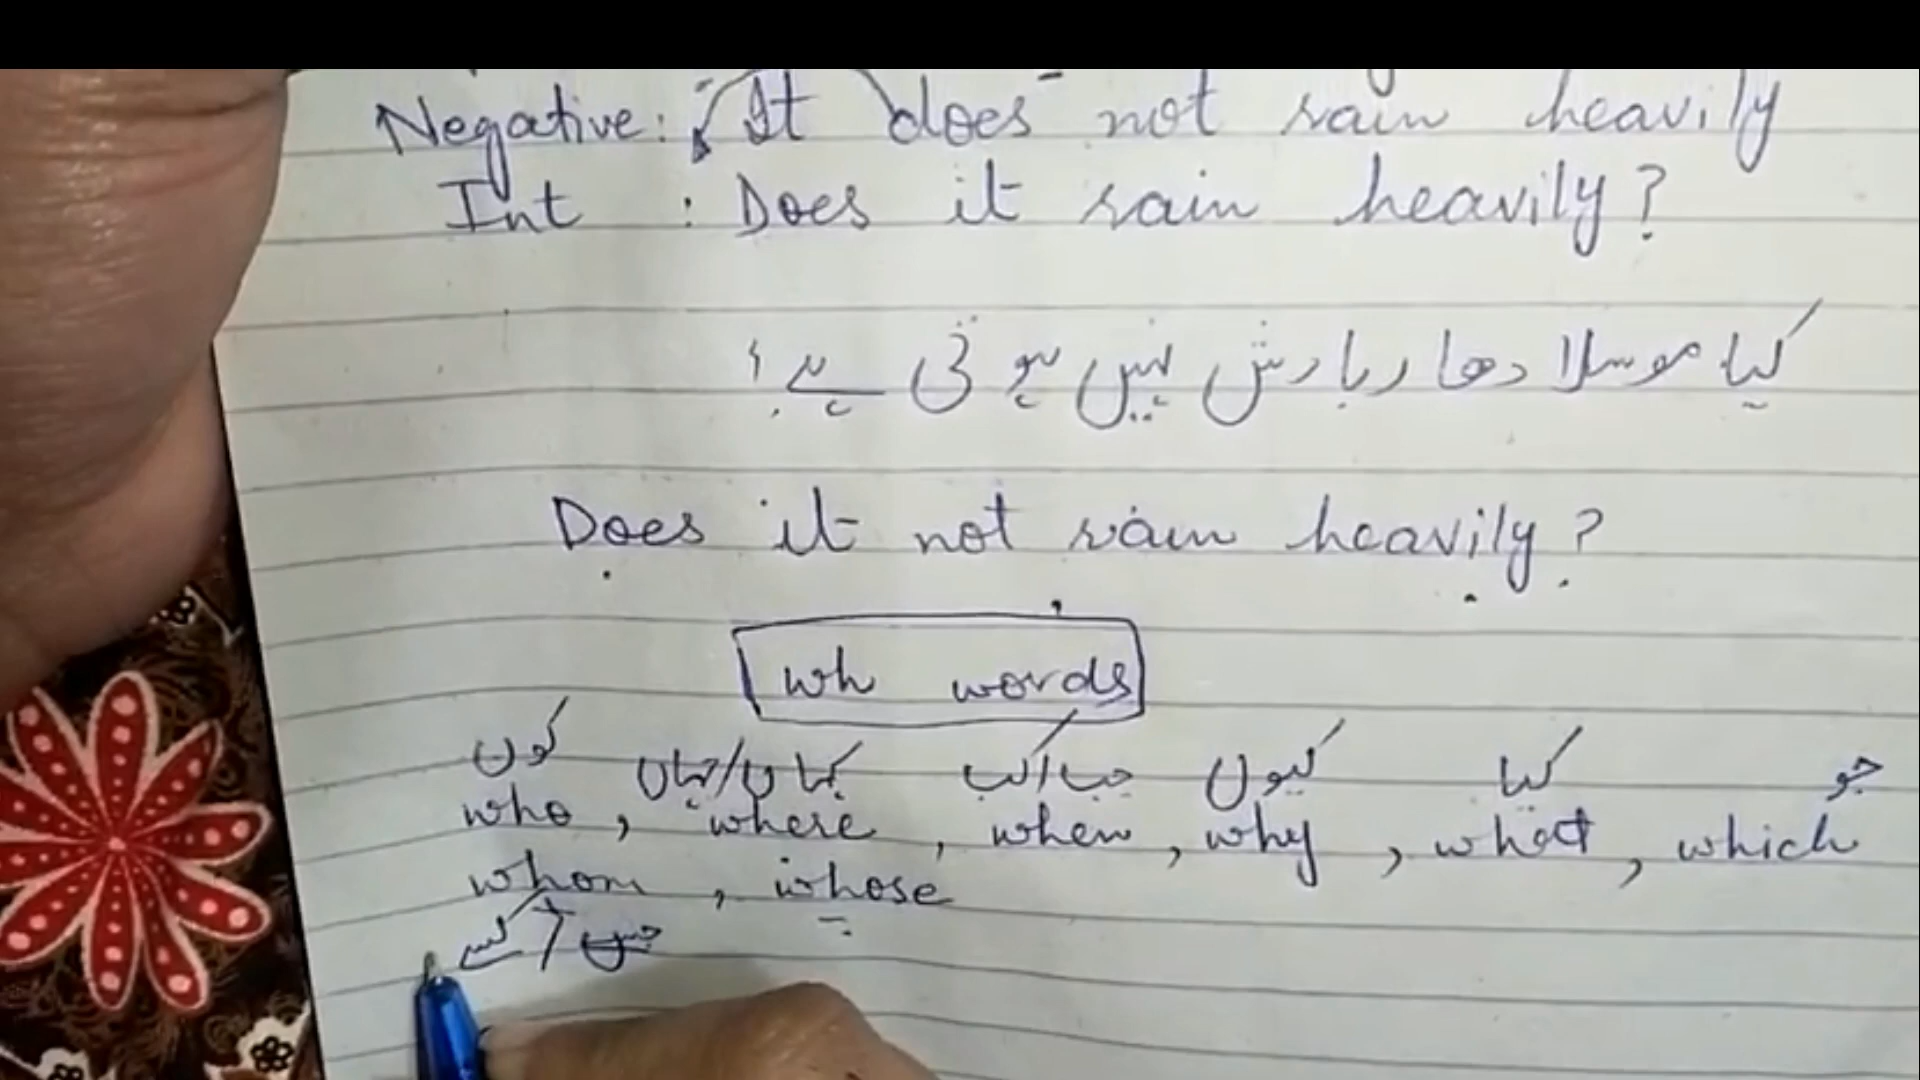 Negative: It does not rain heavily
Int : Does it rain heavily?
کیا موسلا دھار بارش نہیں ہوتی ہے؟
Does it not rain heavily?
wh words
کون کہاں/جہاں جب/کب کیوں کیا جو
who, where, when, why, what, which
whom, whose
کسے / جس